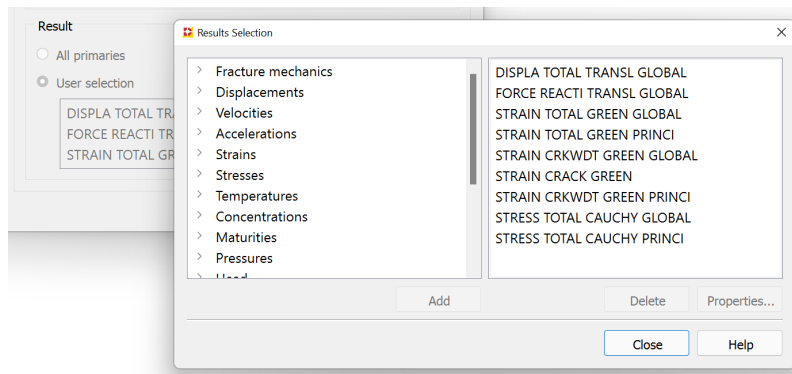 Result
All primaries
User selection
DISPLA TOTAL TR
FORCE REACTI TR
STRAIN TOTAL GR
Results Selection
Fracture mechanics
Displacements
Velocities
Accelerations
Strains
Stresses
Temperatures
Concentrations
Maturities
Pressures
DISPLA TOTAL TRANSL GLOBAL
FORCE REACTI TRANSL GLOBAL
STRAIN TOTAL GREEN GLOBAL
STRAIN TOTAL GREEN PRINCI
STRAIN CRKWDT GREEN GLOBAL
STRAIN CRACK GREEN
STRAIN CRKWDT GREEN PRINCI
STRESS TOTAL CAUCHY GLOBAL
STRESS TOTAL CAUCHY PRINCI
Add
Delete
Properties...
Close
Help